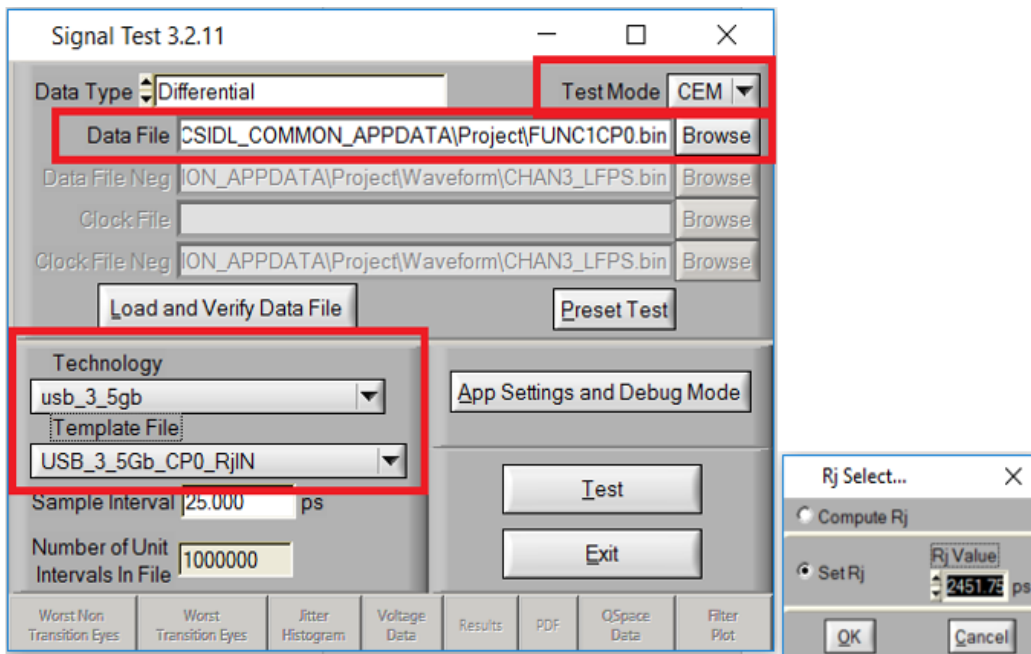 Signal Test 3.2.11
Data Type Differential Test Mode CEM
Data File CSIDL_COMMON_APPDATA\Project\FUNC1CP0.bin Browse
Data File Neg ION_APPDATA\Project\Waveform\CHAN3_LFPS.bin Browse
Clock File Browse
Clock File Neg ION_APPDATA\Project\Waveform\CHAN3_LFPS.bin Browse
Load and Verify Data File Preset Test
Technology
usb_3_5gb
App Settings and Debug Mode
Template File
USB_3_5Gb_CP0_RjIN
Sample Interval 25.000 ps
Test
Number of Unit
Intervals In File 1000000
Exit
Worst Non
Transition Eyes
Worst
Transition Eyes
Jitter
Histogram
Voltage
Data
Results
PDF
QSpace
Data
Filter
Plot
Rj Select...
Compute Rj
Set Rj
Rj Value
2451.75 ps
OK Cancel